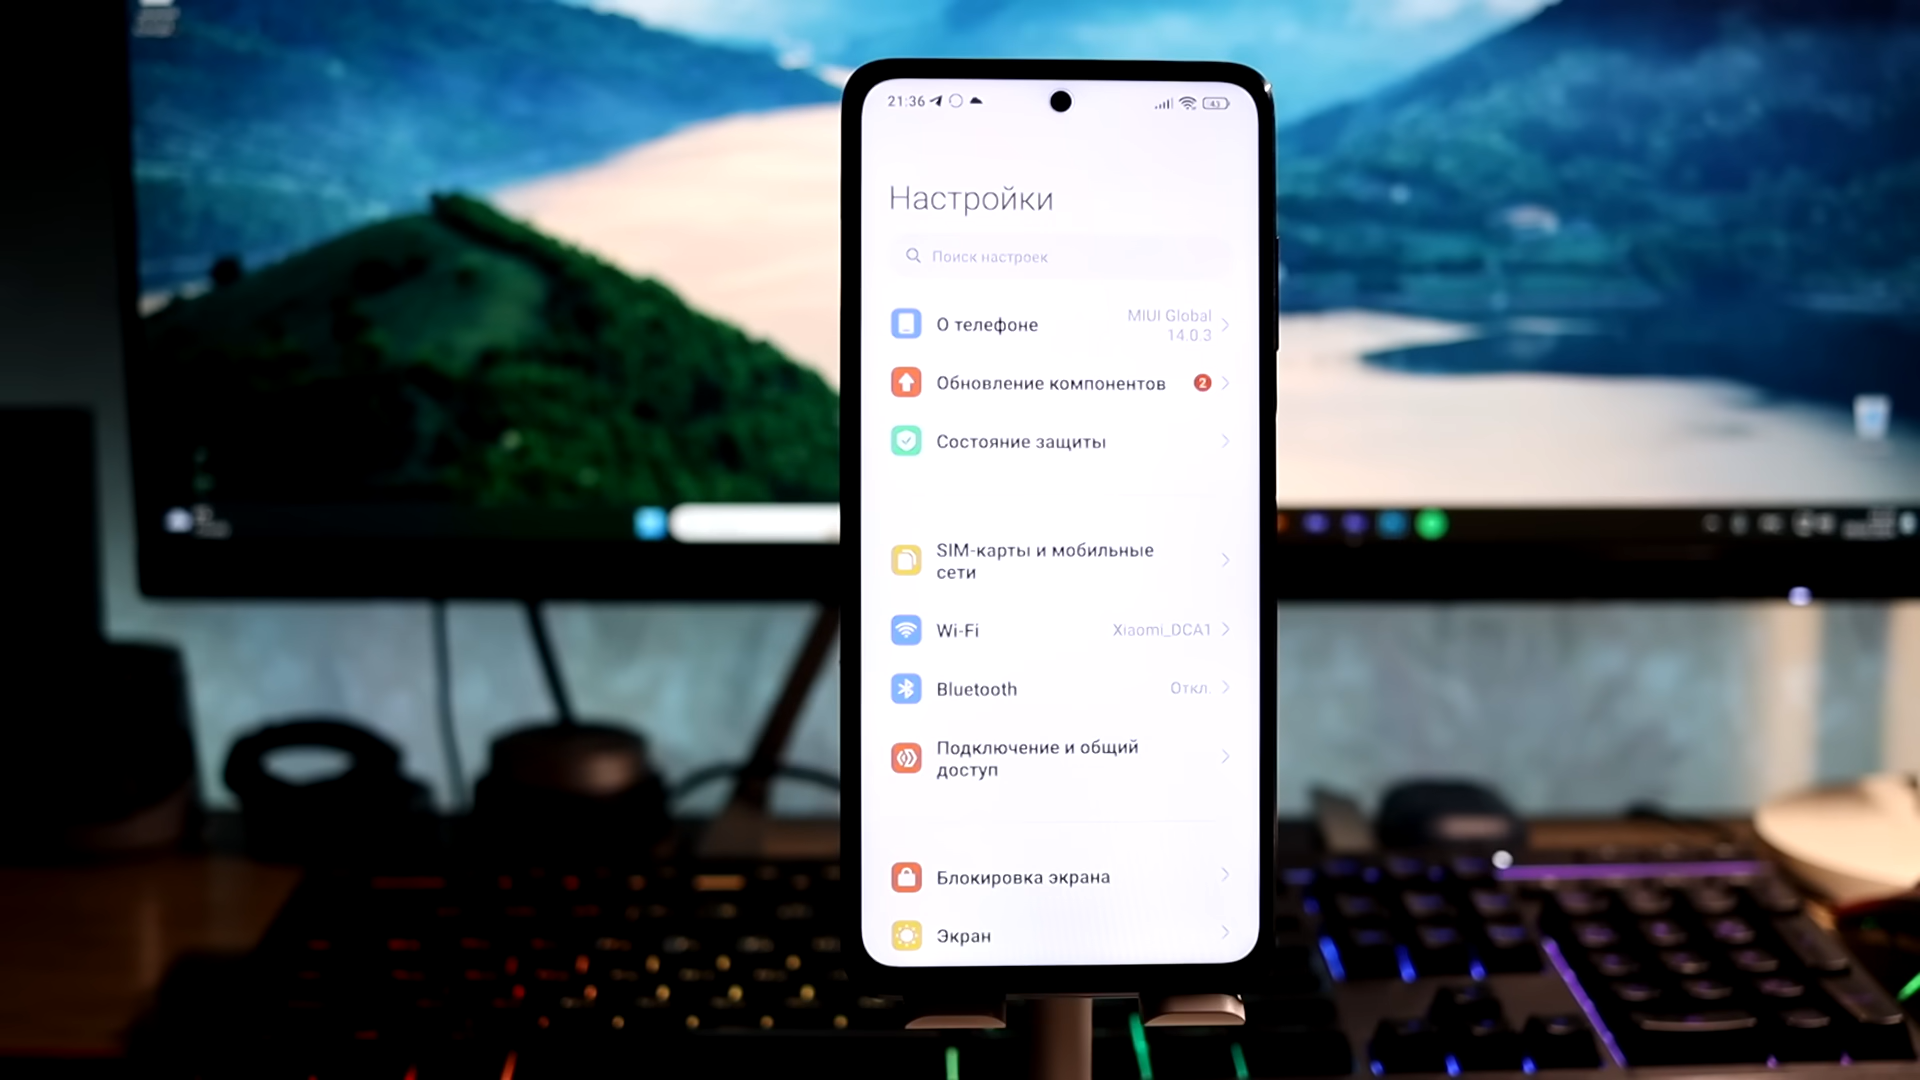 21:36
43
Настройки
Поиск настроек
О телефоне
MIUI Global
14.0.3
Обновление компонентов
2
Состояние защиты
SIM-карты и мобильные
сети
Wi-Fi
Xiaomi_DCA1
Bluetooth
Откл.
Подключение и общий
доступ
Блокировка экрана
Экран